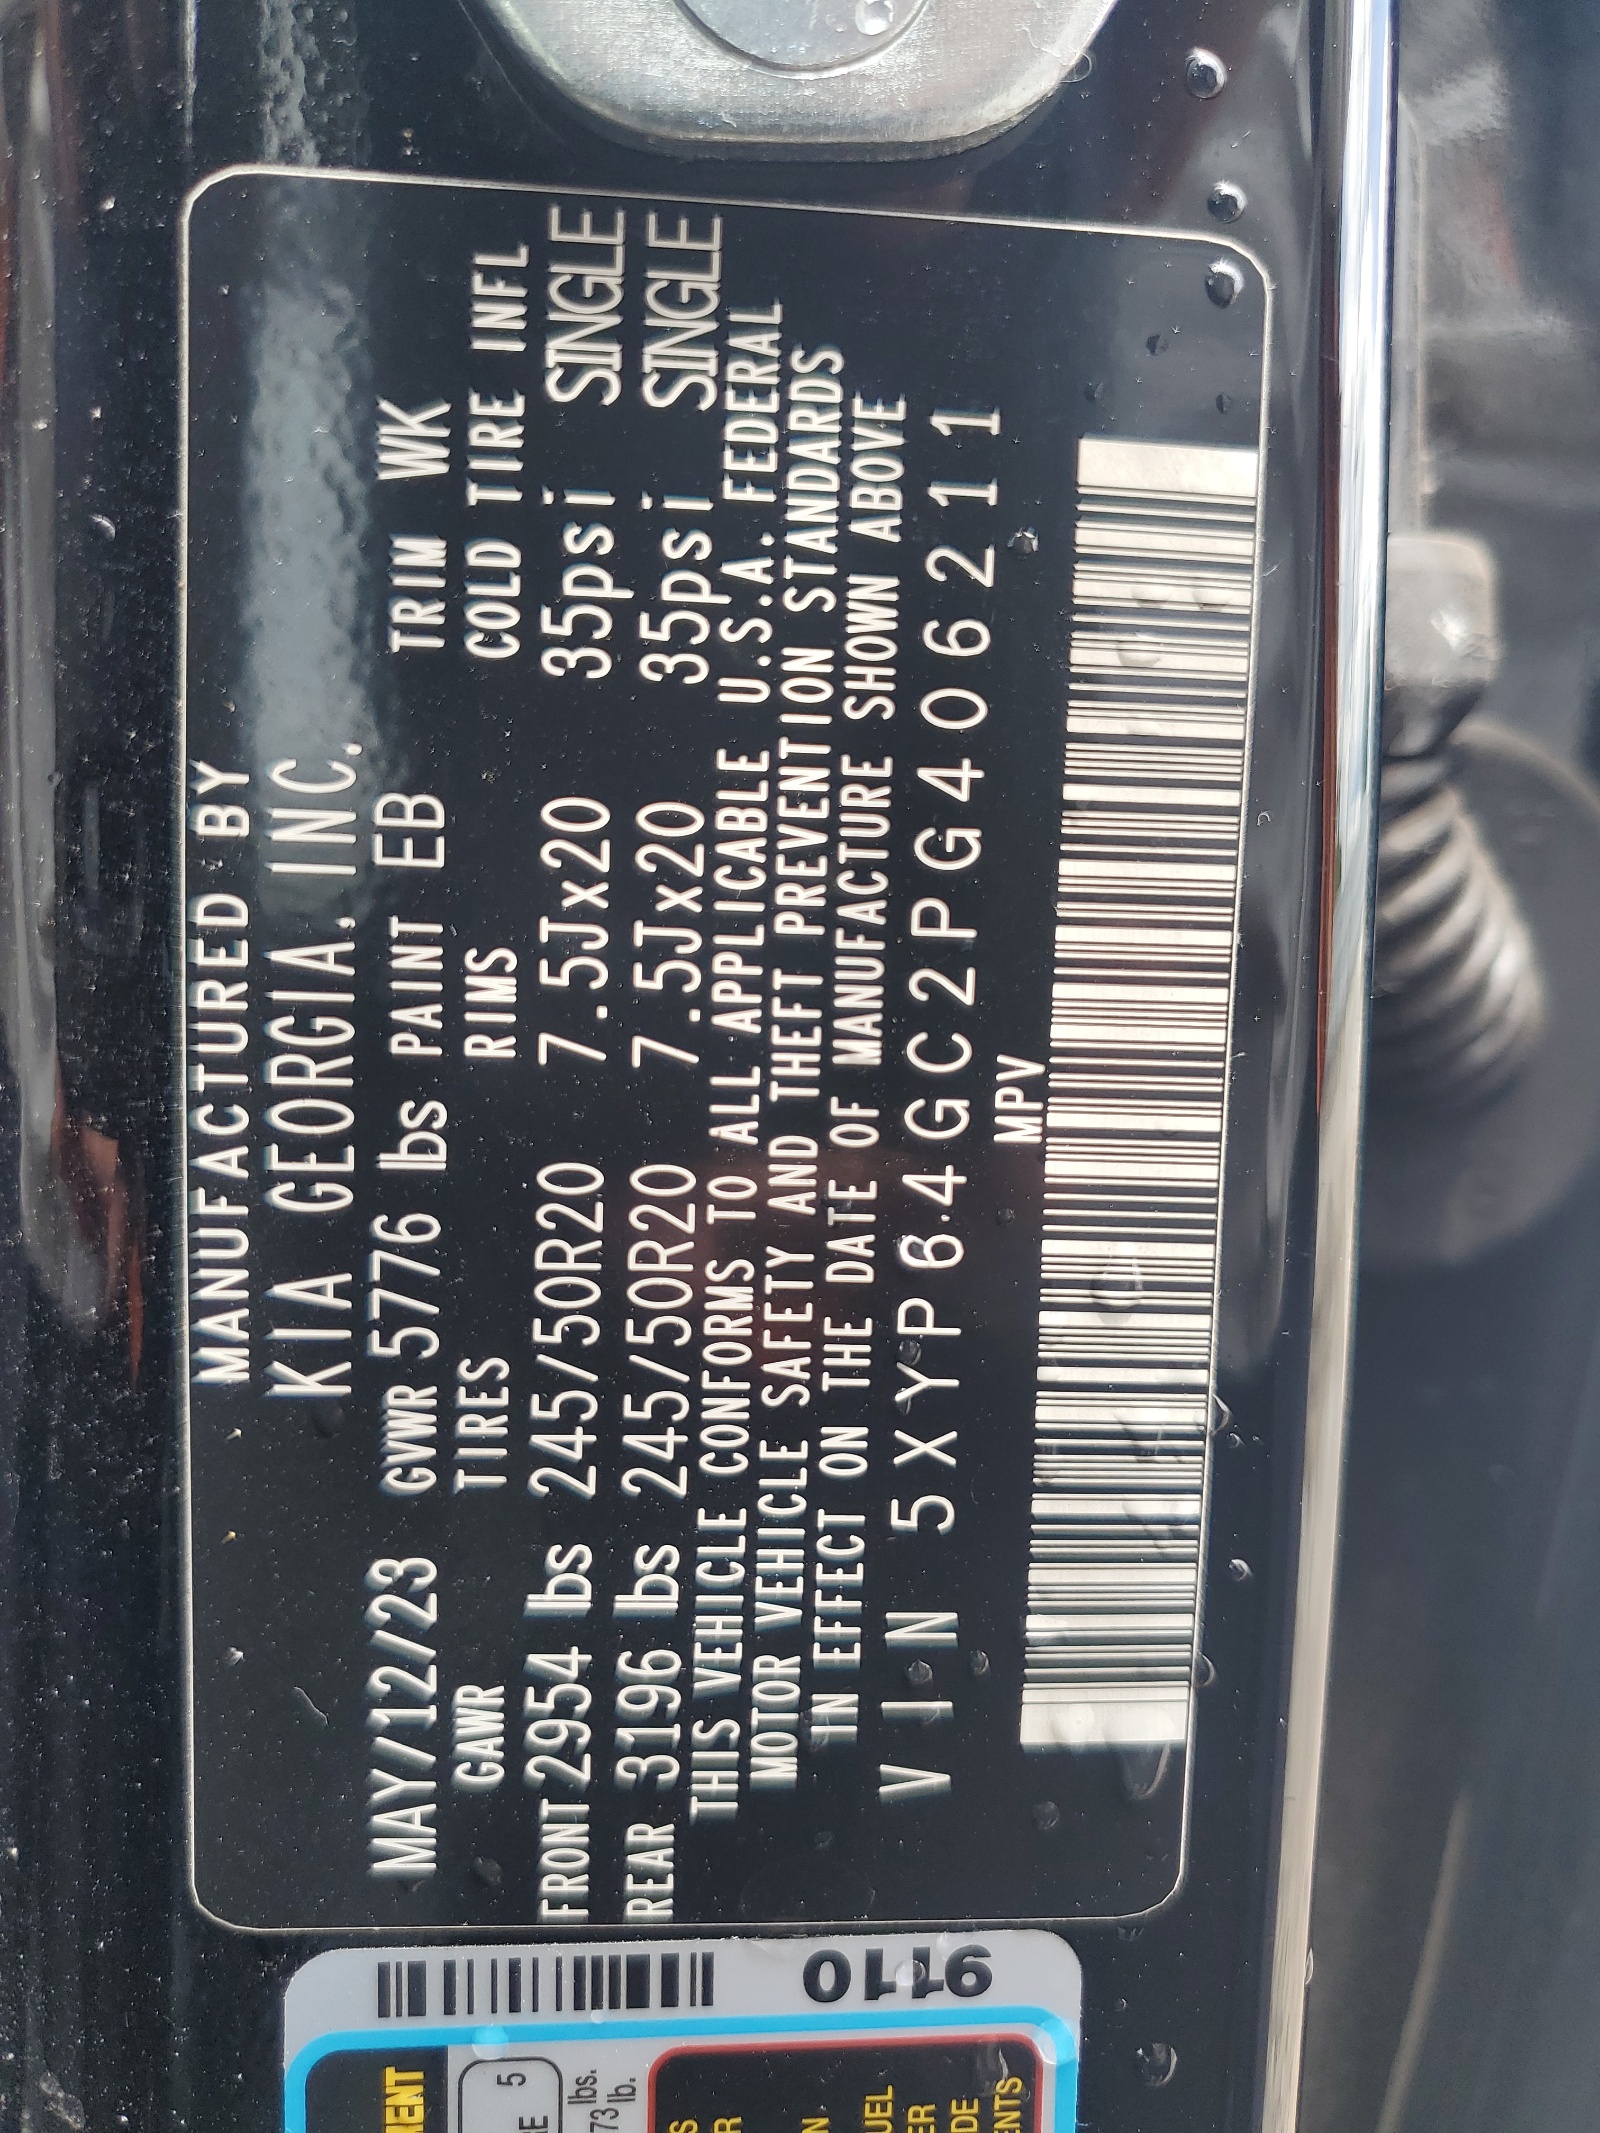 MANUFACTURED BY
KIA GEORGIA, INC.
MAY/12/23 GVWR 5776 lbs PAINT EB TRIM WK
GAWR TIRES RIMS COLD TIRE INFL
FRONT 2954 lbs 245/50R20 7.5Jx20 35psi SINGLE
REAR 3196 lbs 245/50R20 7.5Jx20 35psi SINGLE
THIS VEHICLE CONFORMS TO ALL APPLICABLE U.S.A. FEDERAL
MOTOR VEHICLE SAFETY AND THEFT PREVENTION STANDARDS
IN EFFECT ON THE DATE OF MANUFACTURE SHOWN ABOVE
VIN 5XYP64GC2PG406211
MPV
9110
5
lbs.
lb.